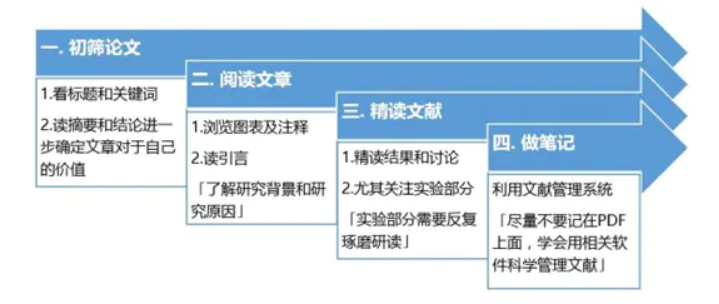 一. 初筛论文
1.看标题和关键词
2.读摘要和结论进一
步确定文章对于自己
的价值
二. 阅读文章
1.浏览图表及注释
2.读引言
「了解研究背景和研
究原因」
三. 精读文献
1.精读结果和讨论
2.尤其关注实验部分
「实验部分需要反复
琢磨研读」
四. 做笔记
利用文献管理系统
「尽量不要记在PDF
上面，学会用相关软
件科学管理文献」